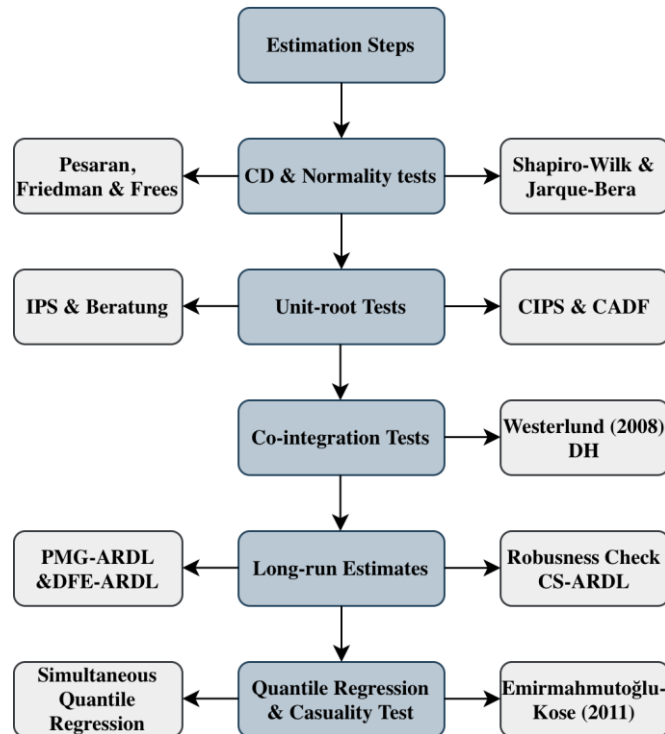 Estimation Steps
Pesaran,
Friedman & Frees
CD & Normality tests
Shapiro-Wilk &
Jarque-Bera
IPS & Beratung
Unit-root Tests
CIPS & CADF
Co-integration Tests
Westerlund (2008)
DH
PMG-ARDL
&DFE-ARDL
Long-run Estimates
Robusness Check
CS-ARDL
Simultaneous
Quantile
Regression
Quantile Regression
& Casuality Test
Emirmahmutoğlu-
Kose (2011)